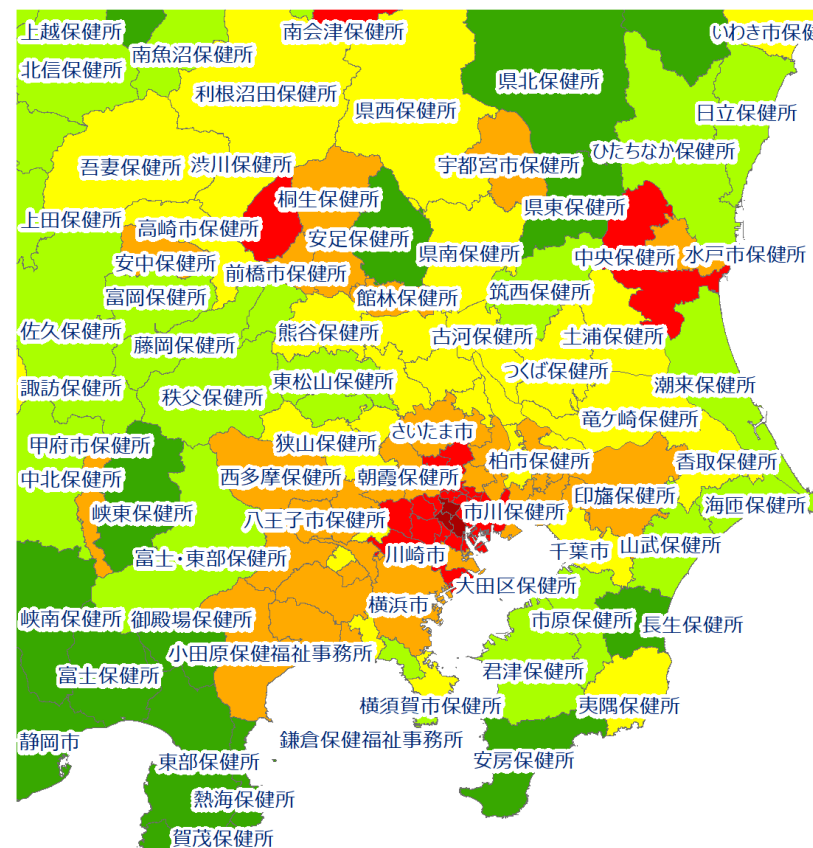 上越保健所
南会津保健所
いわき市保健
南魚沼保健所
北信保健所
利根沼田保健所
県北保健所
県西保健所
日立保健所
ひたちなか保健所
吾妻保健所
渋川保健所
宇都宮市保健所
桐生保健所
県東保健所
上田保健所
高崎市保健所
安足保健所
県南保健所
中央保健所
水戸市保健所
安中保健所
前橋市保健所
富岡保健所
館林保健所
筑西保健所
佐久保健所
藤岡保健所
熊谷保健所
古河保健所
土浦保健所
つくば保健所
諏訪保健所
秩父保健所
東松山保健所
潮来保健所
竜ケ崎保健所
甲府市保健所
狭山保健所
さいたま市
中北保健所
西多摩保健所
朝霞保健所
柏市保健所
香取保健所
印旛保健所
海匝保健所
峡東保健所
八王子市保健所
市川保健所
富士・東部保健所
川崎市
千葉市
山武保健所
大田区保健所
峡南保健所
御殿場保健所
横浜市
市原保健所
長生保健所
小田原保健福祉事務所
富士保健所
君津保健所
横須賀市保健所
夷隅保健所
静岡市
鎌倉保健福祉事務所
東部保健所
安房保健所
熱海保健所
賀茂保健所